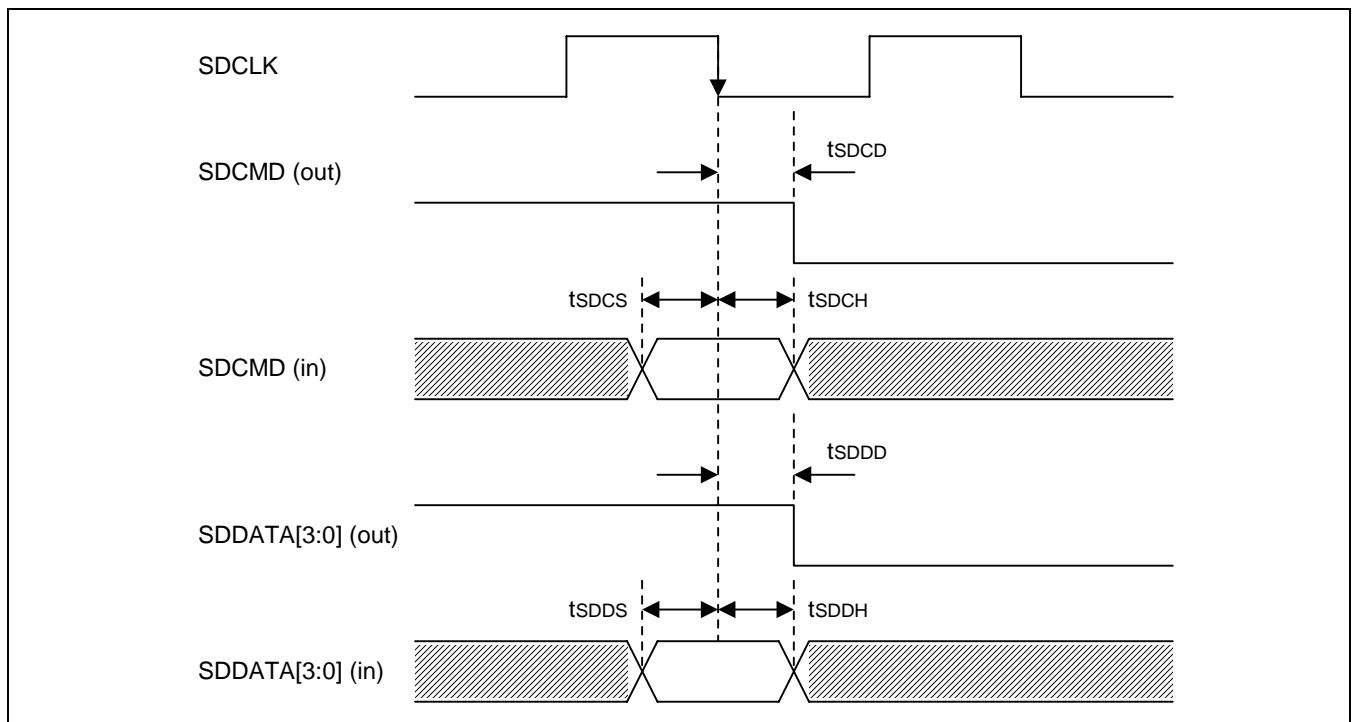 SDCLK
tSDCD
SDCMD (out)
tSDCS
tSDCH
SDCMD (in)
tSDDD
SDDATA[3:0] (out)
tSDDS
tSDDH
SDDATA[3:0] (in)